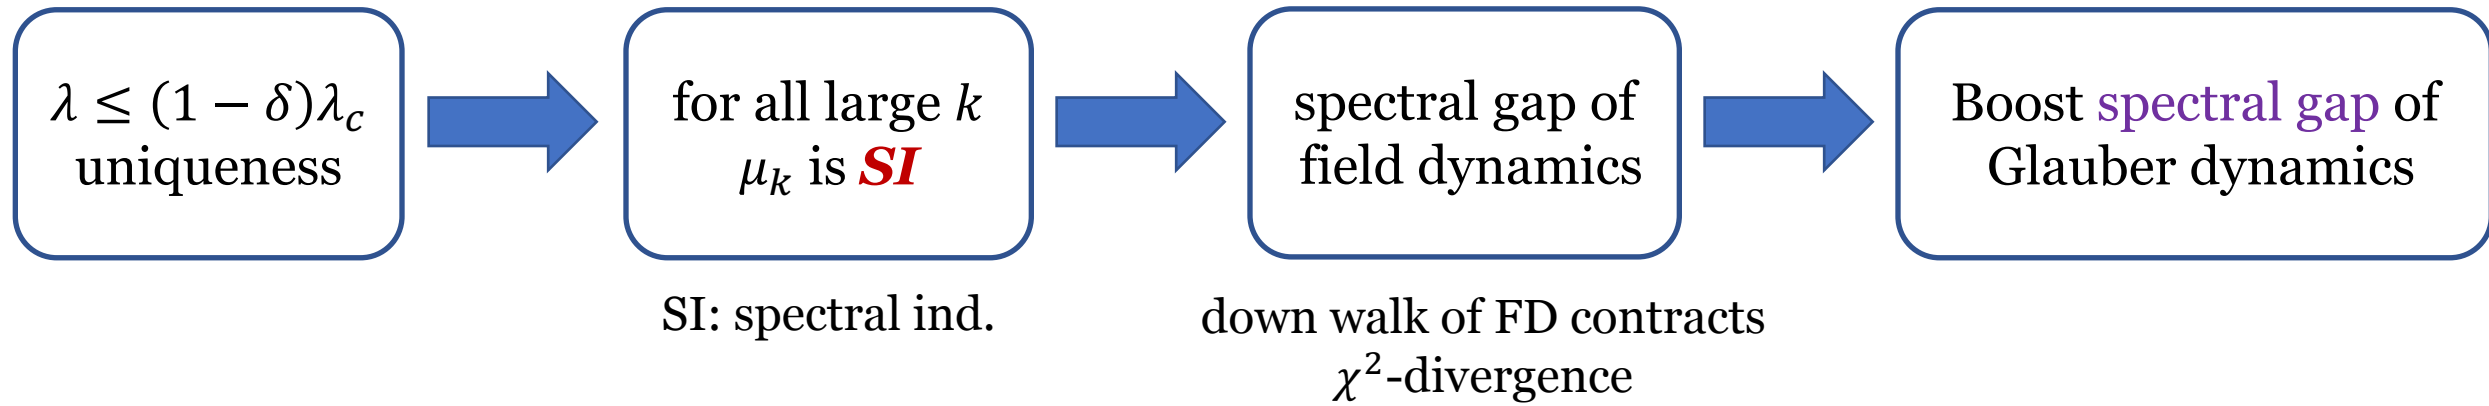 λ ≤ (1 − δ)λ_c
uniqueness
for all large k
μ_k is SI
SI: spectral ind.
spectral gap of
field dynamics
down walk of FD contracts
χ²-divergence
Boost spectral gap of
Glauber dynamics